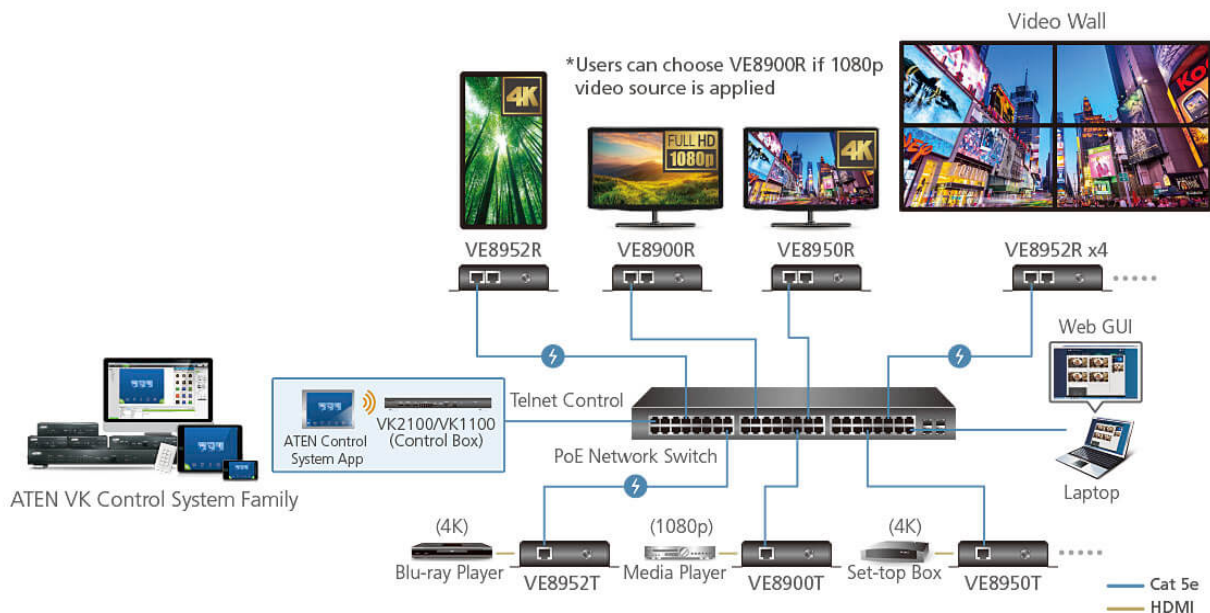 Video Wall
*Users can choose VE8900R if 1080p
video source is applied
4K
FULL HD
1080p
4K
VE8952R
VE8900R
VE8950R
VE8952R x4
Web GUI
Telnet Control
ATEN Control
System App
VK2100/VK1100
(Control Box)
PoE Network Switch
Laptop
ATEN VK Control System Family
(4K)
(1080p)
(4K)
Blu-ray Player
VE8952T
Media Player
VE8900T
Set-top Box
VE8950T
Cat 5e
HDMI